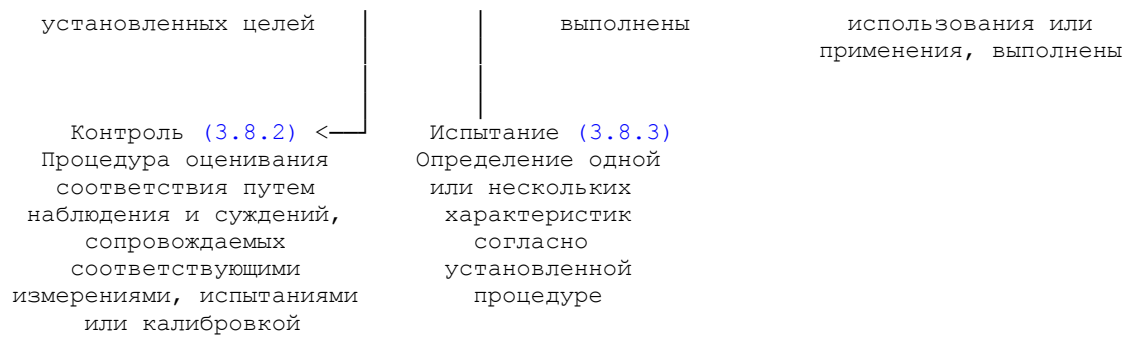 установленных целей выполнены использования или
применения, выполнены
Контроль (3.8.2) < Испытание (3.8.3)
Процедура оценивания Определение одной
соответствия путем или нескольких
наблюдения и суждений, характеристик
сопровождаемых согласно
соответствующими установленной
измерениями, испытаниями процедуре
или калибровкой